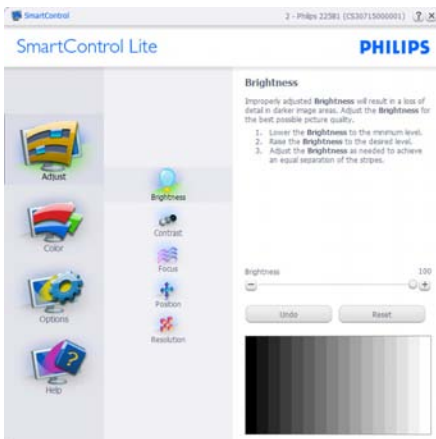 SmartControl
2 - Philips 225B1 (CS30715000001)
? X
SmartControl Lite
PHILIPS
Adjust
Color
Options
Help
Brightness
Contrast
Focus
Position
Resolution
Brightness
Improperly adjusted Brightness will result in a loss of
detail in darker image areas. Adjust the Brightness for
the best possible picture quality.
1. Lower the Brightness to the minimum level.
2. Raise the Brightness to the desired level.
3. Adjust the Brightness as needed to achieve
an equal separation of the stripes.
Brightness 100
Undo Reset